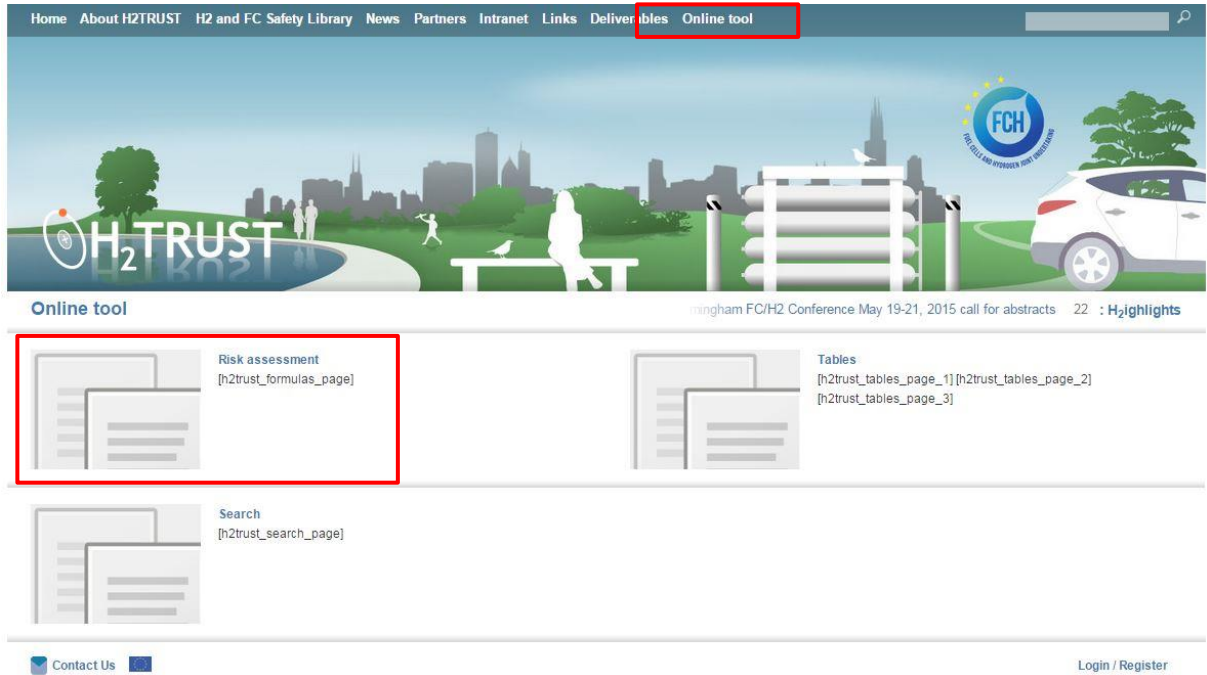 Home About H2TRUST H2 and FC Safety Library News Partners Intranet Links Deliverables Online tool
FCH
FUEL CELLS AND HYDROGEN JOINT UNDERTAKING
H2TRUST
Online tool
mingham FC/H2 Conference May 19-21, 2015 call for abstracts 22 : H2ighlights
Risk assessment
[h2trust_formulas_page]
Tables
[h2trust_tables_page_1] [h2trust_tables_page_2]
[h2trust_tables_page_3]
Search
[h2trust_search_page]
Contact Us
Login / Register